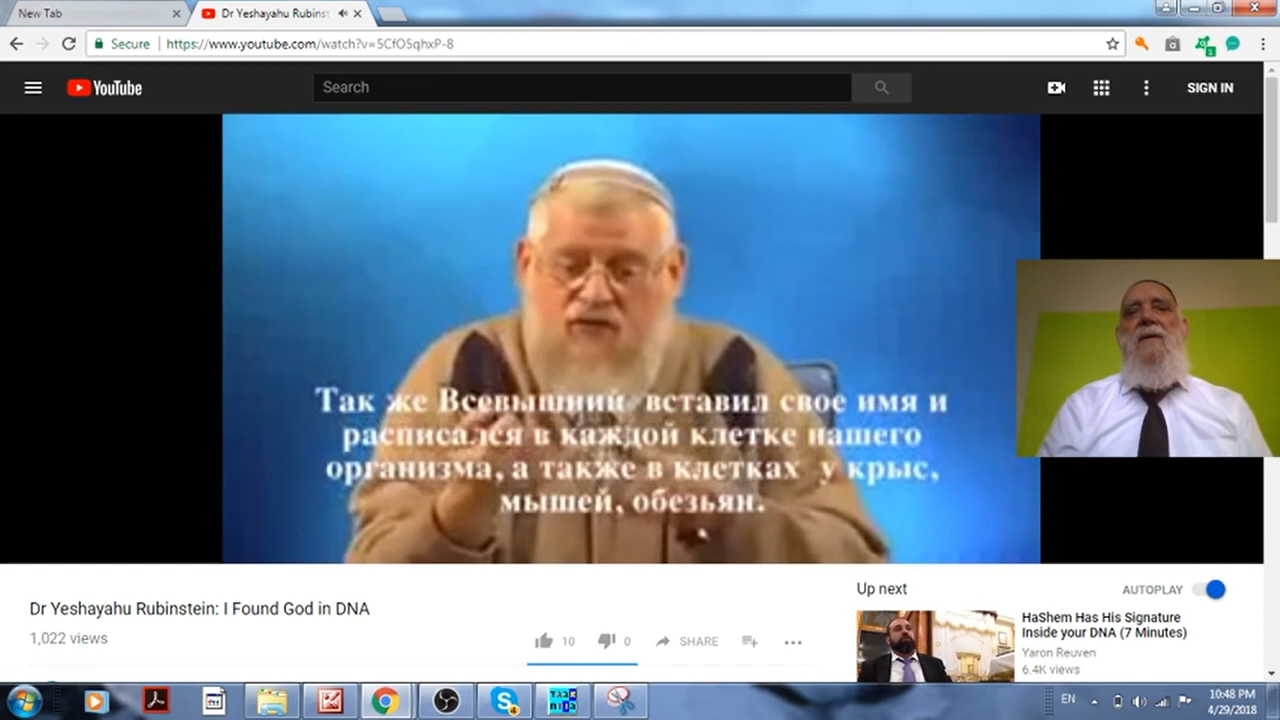 New Tab
Dr Yeshayahu Rubinst
Secure
https://www.youtube.com/watch?v=5CfO5qhxP-8
YouTube
Search
SIGN IN
Так же Всевышний вставил свое имя и
расписался в каждой клетке нашего
организма, а также в клетках у крыс,
мышей, обезьян.
Dr Yeshayahu Rubinstein: I Found God in DNA
1,022 views
10
0
SHARE
Up next
AUTOPLAY
HaShem Has His Signature
Inside your DNA (7 Minutes)
Yaron Reuven
6.4K views
EN
10:48 PM
4/29/2018